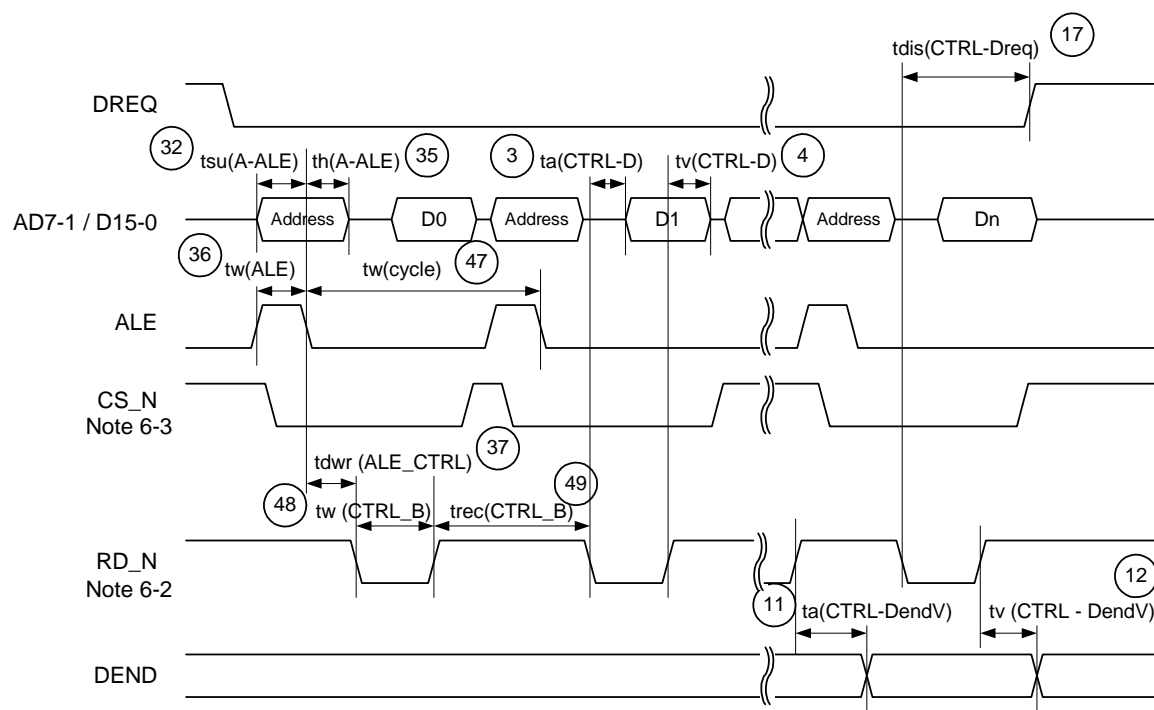 17
tdis(CTRL-Dreq)
DREQ
32
tsu(A-ALE)
th(A-ALE)
35
3
ta(CTRL-D)
tv(CTRL-D)
4
AD7-1 / D15-0
Address
D0
Address
D1
Address
Dn
36
tw(ALE)
tw(cycle)
47
ALE
CS_N
Note 6-3
37
tdwr (ALE_CTRL)
48
tw (CTRL_B)
trec(CTRL_B)
49
RD_N
Note 6-2
11
ta(CTRL-DendV)
12
tv (CTRL - DendV)
DEND